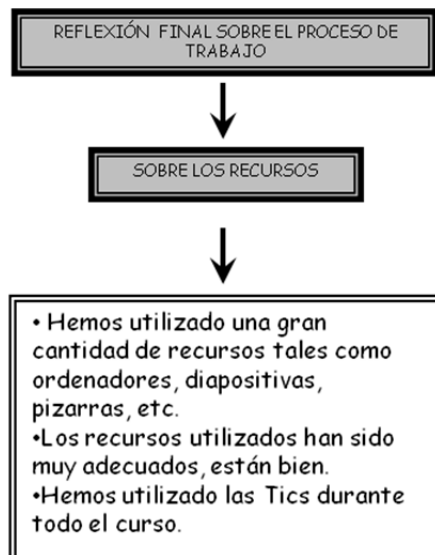 REFLEXIÓN FINAL SOBRE EL PROCESO DE
TRABAJO
SOBRE LOS RECURSOS
• Hemos utilizado una gran
cantidad de recursos tales como
ordenadores, diapositivas,
pizarras, etc.
•Los recursos utilizados han sido
muy adecuados, están bien.
•Hemos utilizado las Tics durante
todo el curso.